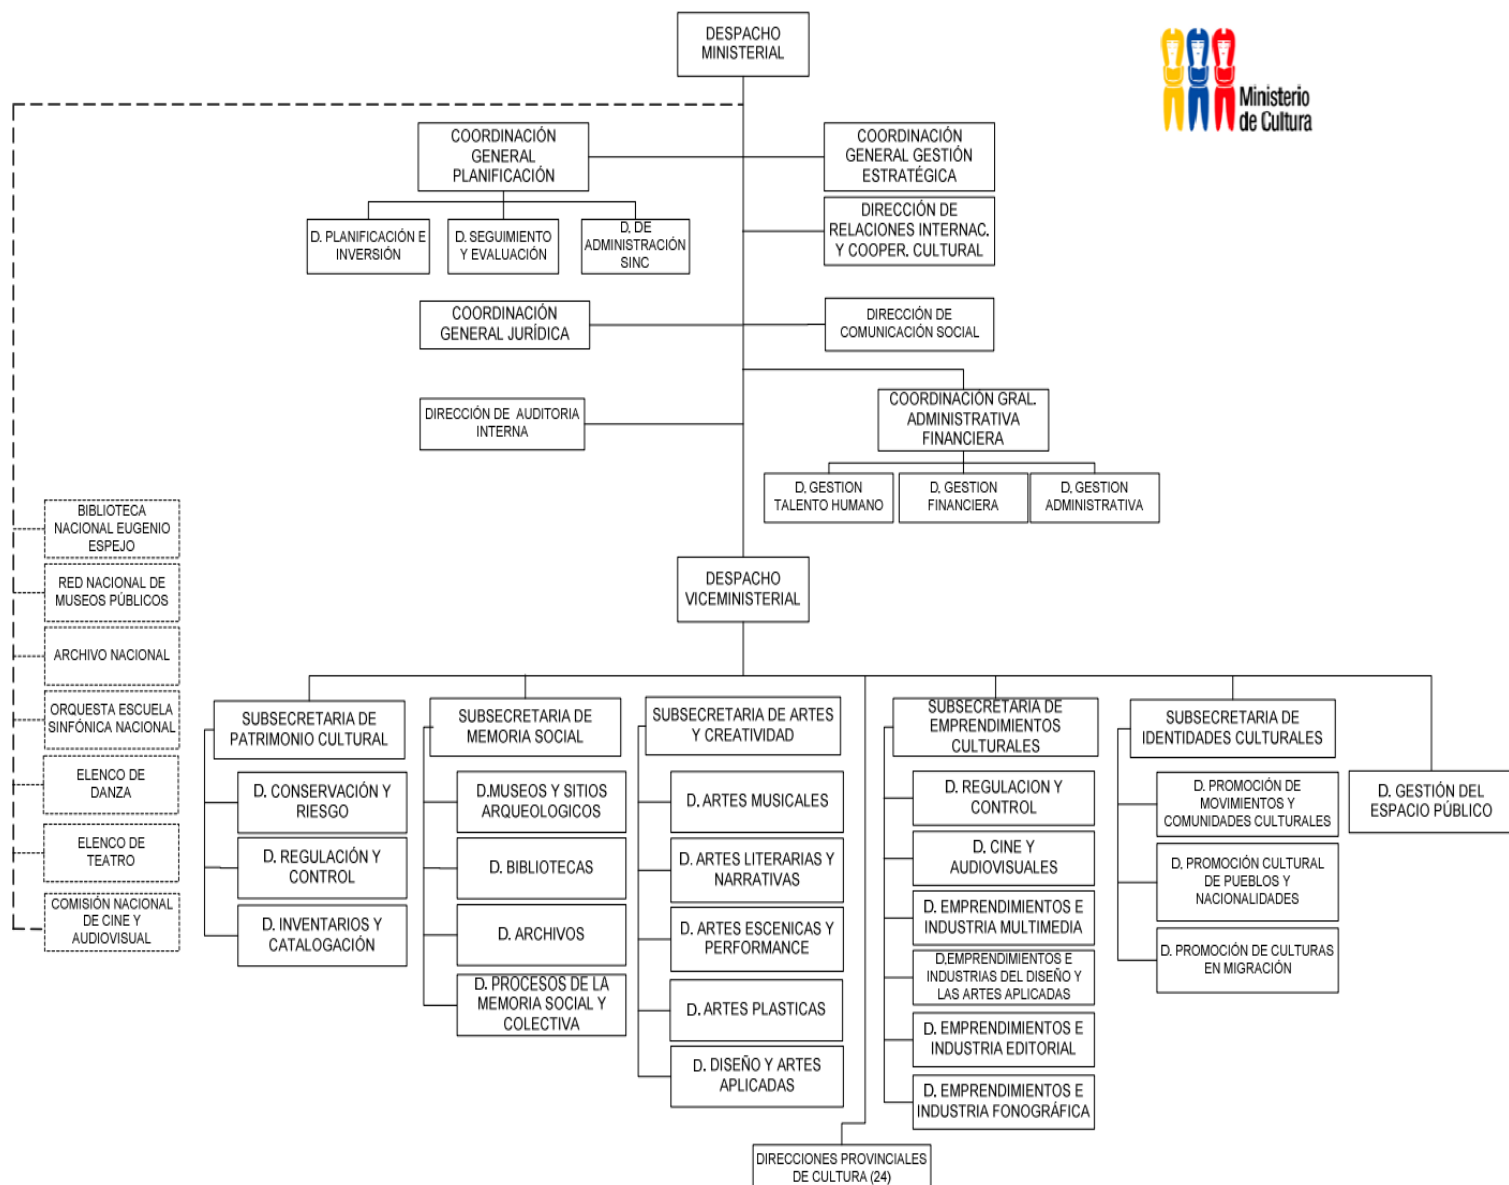 DESPACHO
MINISTERIAL
Ministerio
de Cultura
COORDINACIÓN
GENERAL
PLANIFICACIÓN
COORDINACIÓN
GENERAL GESTIÓN
ESTRATÉGICA
D. PLANIFICACIÓN E
INVERSIÓN
D. SEGUIMIENTO
Y EVALUACIÓN
D. DE
ADMINISTRACIÓN
SINC
DIRECCIÓN DE
RELACIONES INTERNAC.
Y COOPER. CULTURAL
COORDINACIÓN
GENERAL JURÍDICA
DIRECCIÓN DE
COMUNICACIÓN SOCIAL
DIRECCIÓN DE AUDITORIA
INTERNA
COORDINACIÓN GRAL.
ADMINISTRATIVA
FINANCIERA
D. GESTION
TALENTO HUMANO
D. GESTION
FINANCIERA
D. GESTION
ADMINISTRATIVA
BIBLIOTECA
NACIONAL EUGENIO
ESPEJO
RED NACIONAL DE
MUSEOS PÚBLICOS
ARCHIVO NACIONAL
ORQUESTA ESCUELA
SINFÓNICA NACIONAL
ELENCO DE
DANZA
ELENCO DE
TEATRO
COMISIÓN NACIONAL
DE CINE Y
AUDIOVISUAL
DESPACHO
VICEMINISTERIAL
SUBSECRETARIA DE
PATRIMONIO CULTURAL
D. CONSERVACIÓN Y
RIESGO
D. REGULACIÓN Y
CONTROL
D. INVENTARIOS Y
CATALOGACIÓN
SUBSECRETARIA DE
MEMORIA SOCIAL
D.MUSEOS Y SITIOS
ARQUEOLOGICOS
D. BIBLIOTECAS
D. ARCHIVOS
D. PROCESOS DE LA
MEMORIA SOCIAL Y
COLECTIVA
SUBSECRETARIA DE ARTES
Y CREATIVIDAD
D. ARTES MUSICALES
D. ARTES LITERARIAS Y
NARRATIVAS
D. ARTES ESCENICAS Y
PERFORMANCE
D. ARTES PLASTICAS
D. DISEÑO Y ARTES
APLICADAS
SUBSECRETARIA DE
EMPRENDIMIENTOS
CULTURALES
D. REGULACION Y
CONTROL
D. CINE Y
AUDIOVISUALES
D. EMPRENDIMIENTOS E
INDUSTRIA MULTIMEDIA
D,EMPRENDIMIENTOS E
INDUSTRIAS DEL DISEÑO Y
LAS ARTES APLICADAS
D. EMPRENDIMIENTOS E
INDUSTRIA EDITORIAL
D. EMPRENDIMIENTOS E
INDUSTRIA FONOGRÁFICA
SUBSECRETARIA DE
IDENTIDADES CULTURALES
D. PROMOCIÓN DE
MOVIMIENTOS Y
COMUNIDADES CULTURALES
D. PROMOCIÓN CULTURAL
DE PUEBLOS Y
NACIONALIDADES
D. PROMOCIÓN DE CULTURAS
EN MIGRACIÓN
D. GESTIÓN DEL
ESPACIO PÚBLICO
DIRECCIONES PROVINCIALES
DE CULTURA (24)